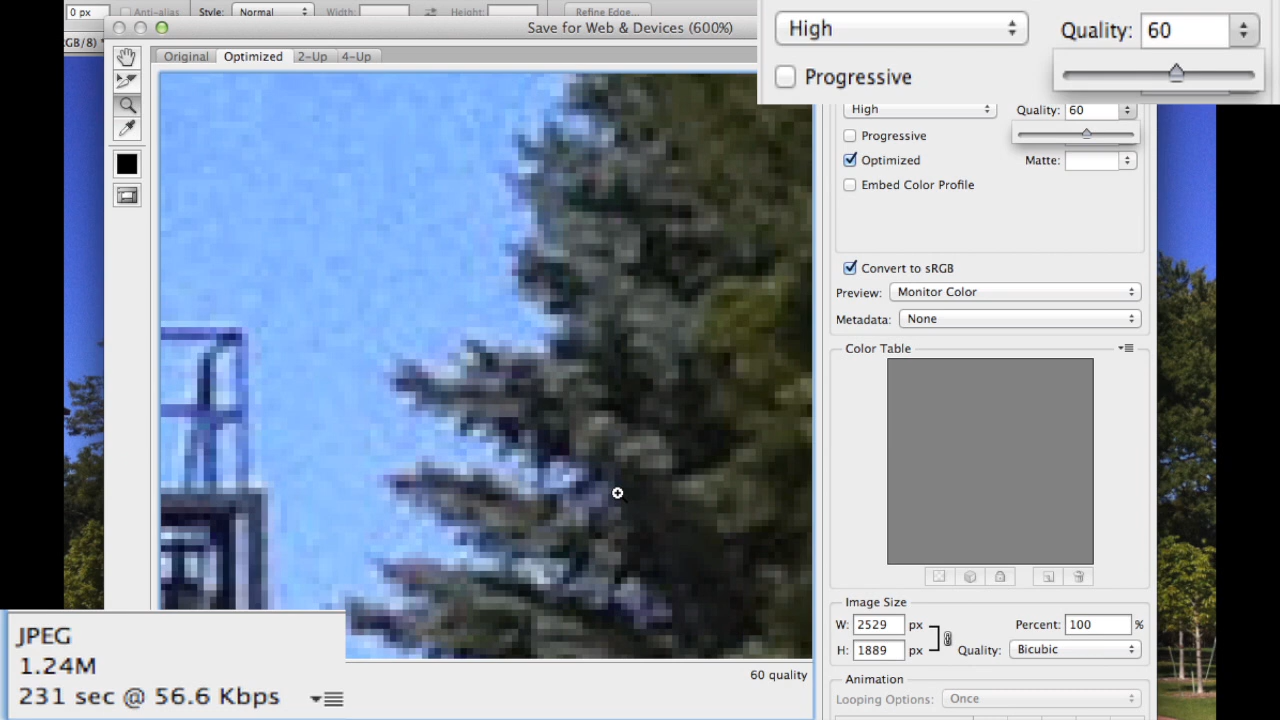 0 px
Anti-alias
Style:
Normal
Width:
Height:
Refine Edge...
High
Quality: 60
Progressive
GB/8) *
Save for Web & Devices (600%)
Original
Optimized
2-Up
4-Up
High
Quality: 60
Progressive
Optimized
Matte:
Embed Color Profile
Convert to sRGB
Preview: Monitor Color
Metadata: None
Color Table
Image Size
W: 2529 px
Percent: 100 %
H: 1889 px
Quality: Bicubic
JPEG
1.24M
231 sec @ 56.6 Kbps
60 quality
Animation
Looping Options: Once